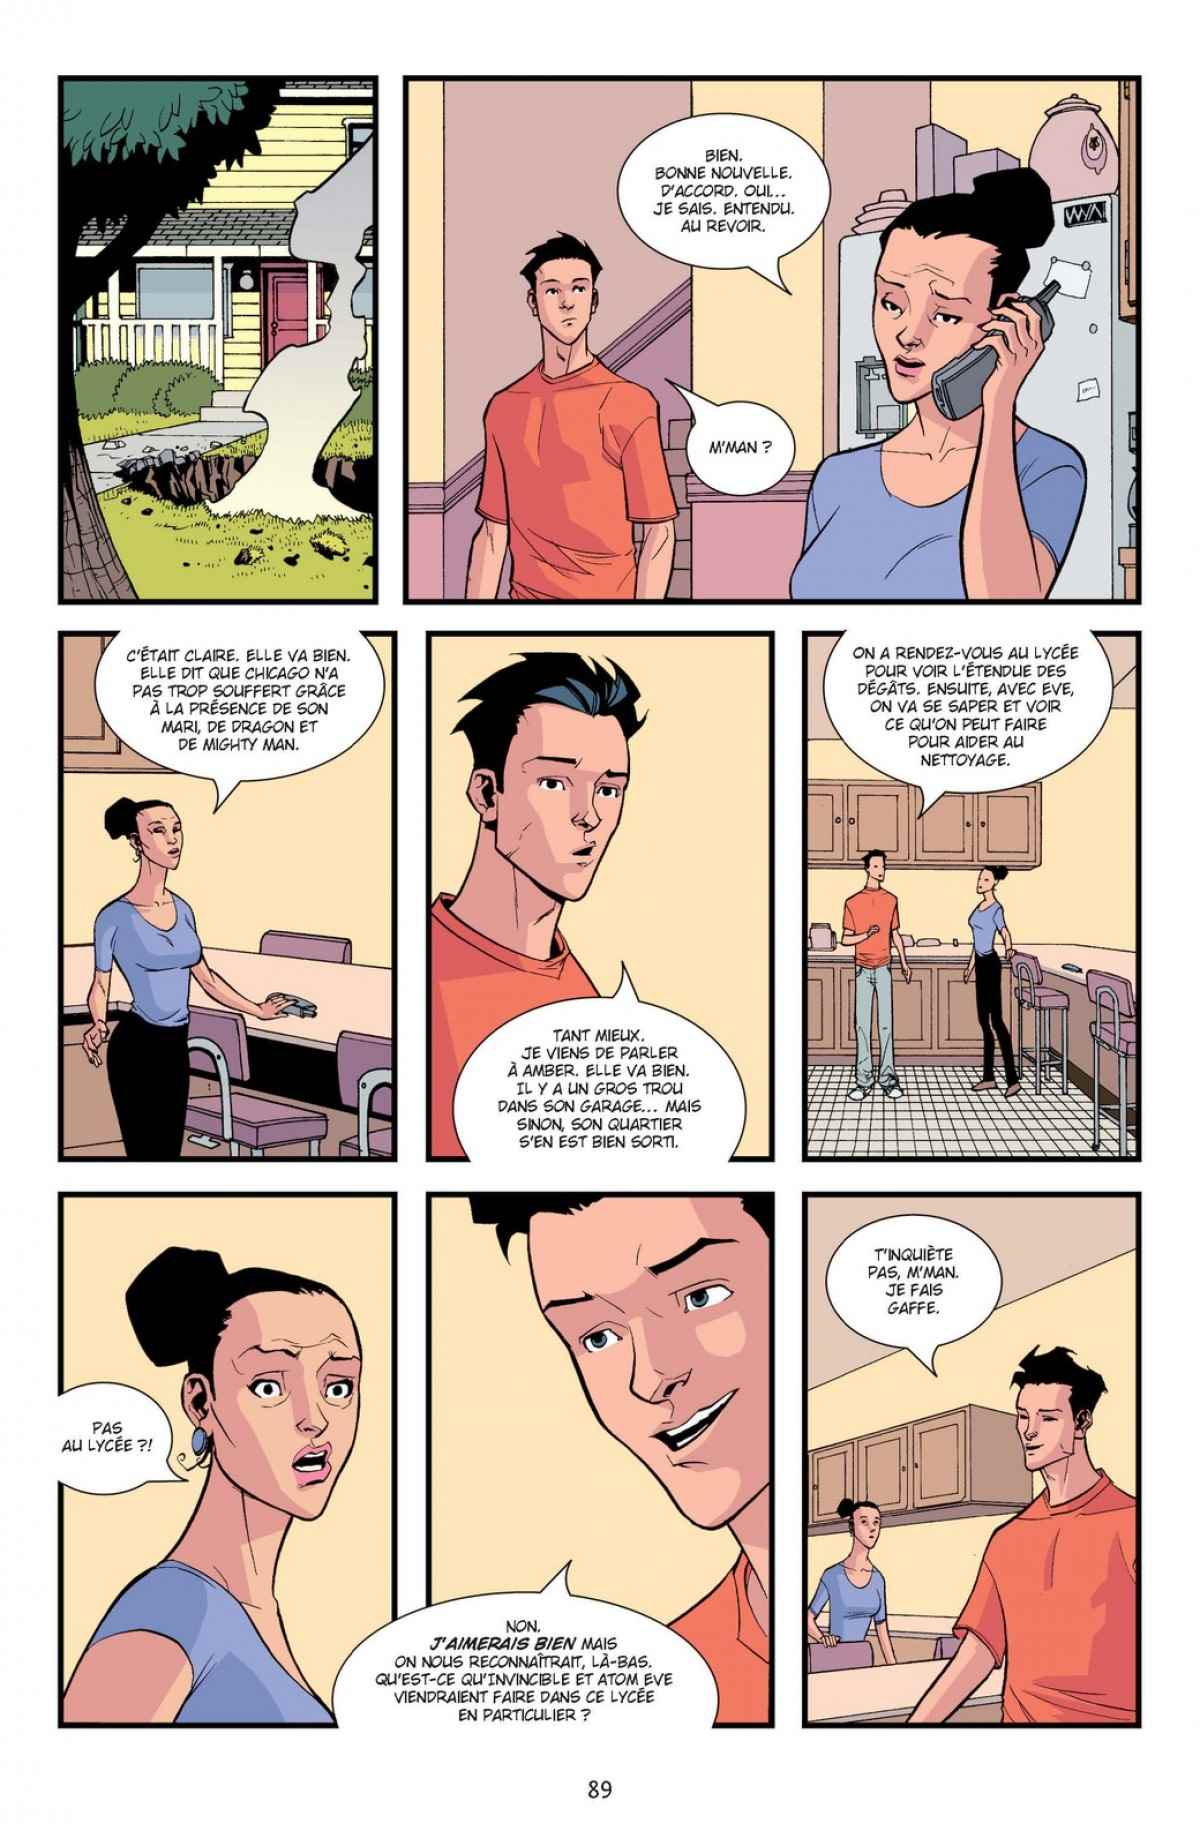 BIEN.
BONNE NOUVELLE.
D'ACCORD. OUI...
JE SAIS. ENTENDU.
AU REVOIR.
M'MAN ?
C'ÉTAIT CLAIRE. ELLE VA BIEN.
ELLE DIT QUE CHICAGO N'A
PAS TROP SOUFFERT GRÂCE
À LA PRÉSENCE DE SON
MARI, DE DRAGON ET
DE MIGHTY MAN.
TANT MIEUX.
JE VIENS DE PARLER
À AMBER. ELLE VA BIEN.
IL Y A UN GROS TROU
DANS SON GARAGE... MAIS
SINON, SON QUARTIER
S'EN EST BIEN SORTI.
ON A RENDEZ-VOUS AU LYCÉE
POUR VOIR L'ÉTENDUE DES
DÉGÂTS. ENSUITE, AVEC EVE,
ON VA SE SAPER ET VOIR
CE QU'ON PEUT FAIRE
POUR AIDER AU
NETTOYAGE.
PAS
AU LYCÉE ?!
NON.
J'AIMERAIS BIEN MAIS
ON NOUS RECONNAÎTRAIT, LÀ-BAS.
QU'EST-CE QU'INVINCIBLE ET ATOM EVE
VIENDRAIENT FAIRE DANS CE LYCÉE
EN PARTICULIER ?
T'INQUIÈTE
PAS, M'MAN.
JE FAIS
GAFFE.
89